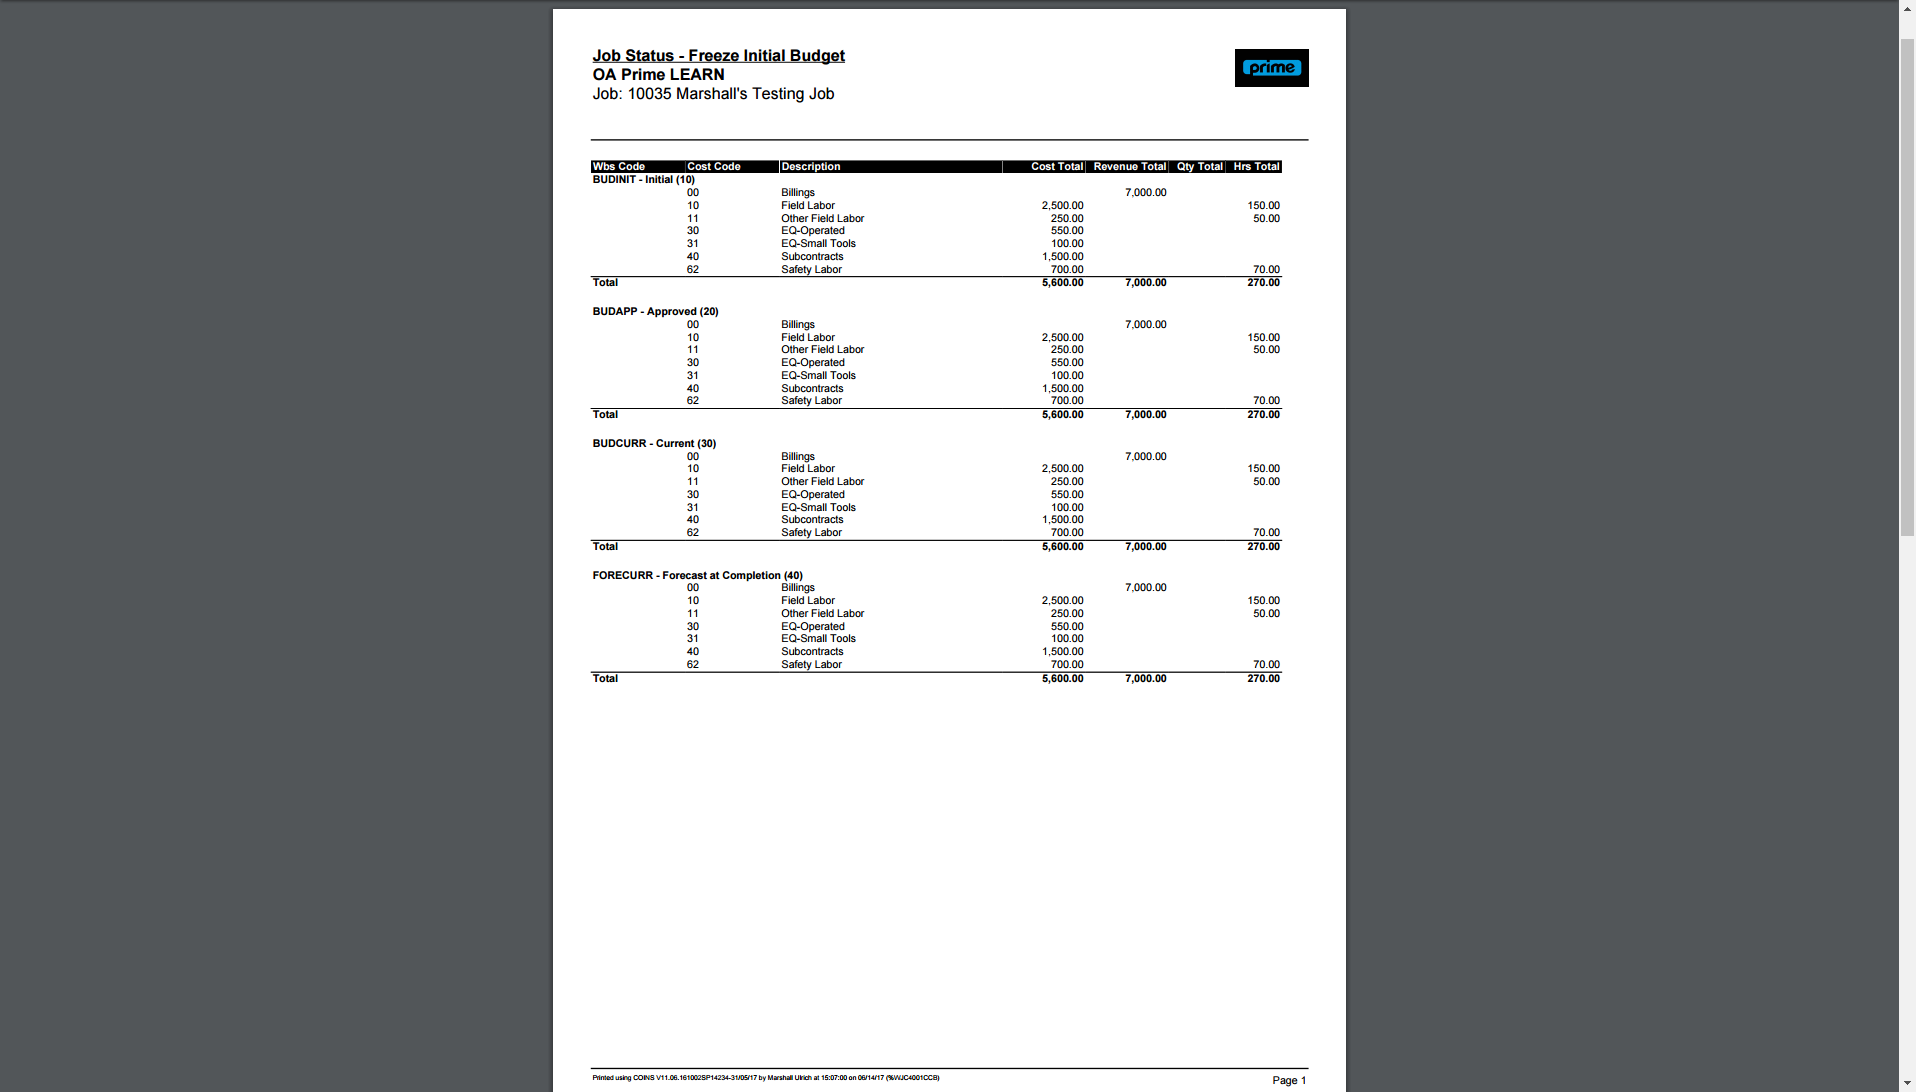 Job Status - Freeze Initial Budget
OA Prime LEARN
Job: 10035 Marshall's Testing Job
prime
Wbs Code Cost Code Description Cost Total Revenue Total Qty Total Hrs Total
BUDINIT - Initial (10)
00 Billings 7,000.00
10 Field Labor 2,500.00 150.00
11 Other Field Labor 250.00 50.00
30 EQ-Operated 550.00
31 EQ-Small Tools 100.00
40 Subcontracts 1,500.00
62 Safety Labor 700.00 70.00
Total 5,600.00 7,000.00 270.00
BUDAPP - Approved (20)
00 Billings 7,000.00
10 Field Labor 2,500.00 150.00
11 Other Field Labor 250.00 50.00
30 EQ-Operated 550.00
31 EQ-Small Tools 100.00
40 Subcontracts 1,500.00
62 Safety Labor 700.00 70.00
Total 5,600.00 7,000.00 270.00
BUDCURR - Current (30)
00 Billings 7,000.00
10 Field Labor 2,500.00 150.00
11 Other Field Labor 250.00 50.00
30 EQ-Operated 550.00
31 EQ-Small Tools 100.00
40 Subcontracts 1,500.00
62 Safety Labor 700.00 70.00
Total 5,600.00 7,000.00 270.00
FORECURR - Forecast at Completion (40)
00 Billings 7,000.00
10 Field Labor 2,500.00 150.00
11 Other Field Labor 250.00 50.00
30 EQ-Operated 550.00
31 EQ-Small Tools 100.00
40 Subcontracts 1,500.00
62 Safety Labor 700.00 70.00
Total 5,600.00 7,000.00 270.00
Printed using COINS V11.06.161002SP14234-31/05/17 by Marshall Ulrich at 15:07:00 on 06/14/17 (%WJC4001CCB)
Page 1